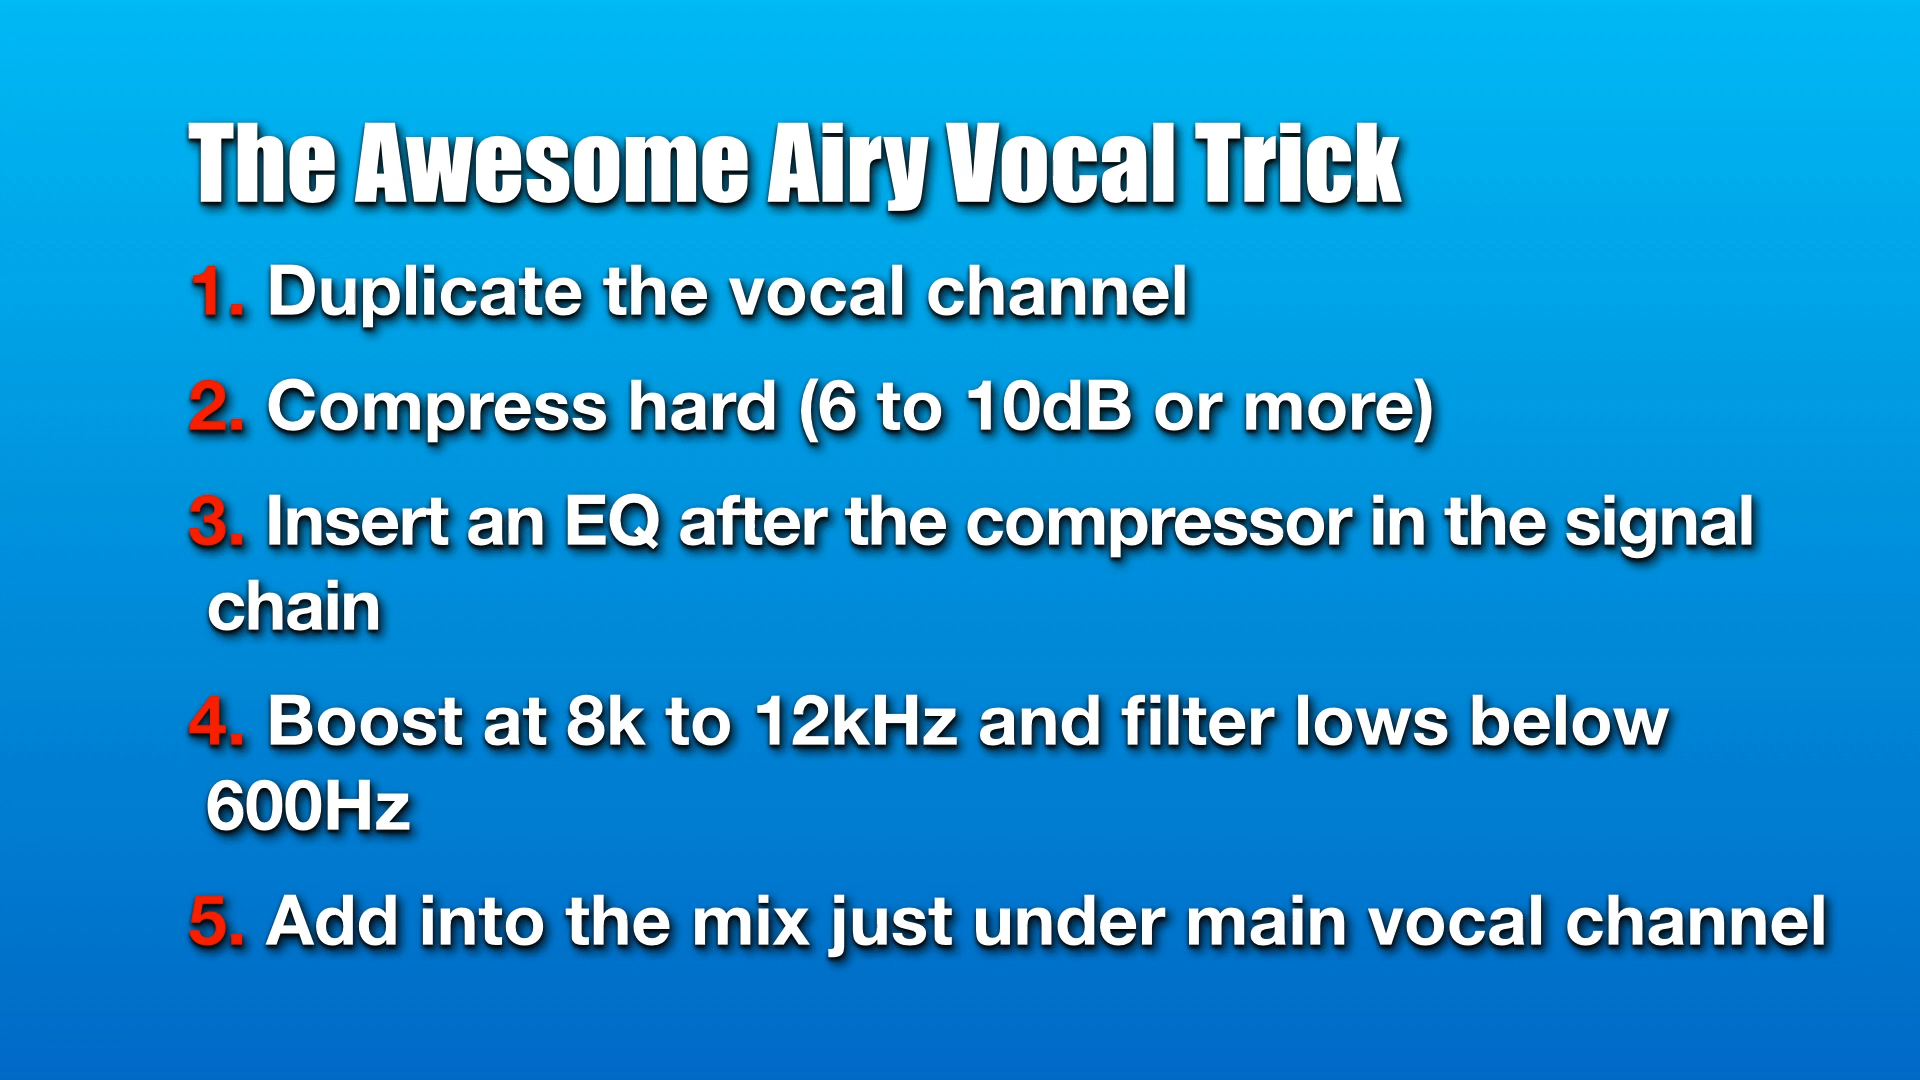 The Awesome Airy Vocal Trick
1. Duplicate the vocal channel
2. Compress hard (6 to 10dB or more)
3. Insert an EQ after the compressor in the signal
chain
4. Boost at 8k to 12kHz and filter lows below
600Hz
5. Add into the mix just under main vocal channel